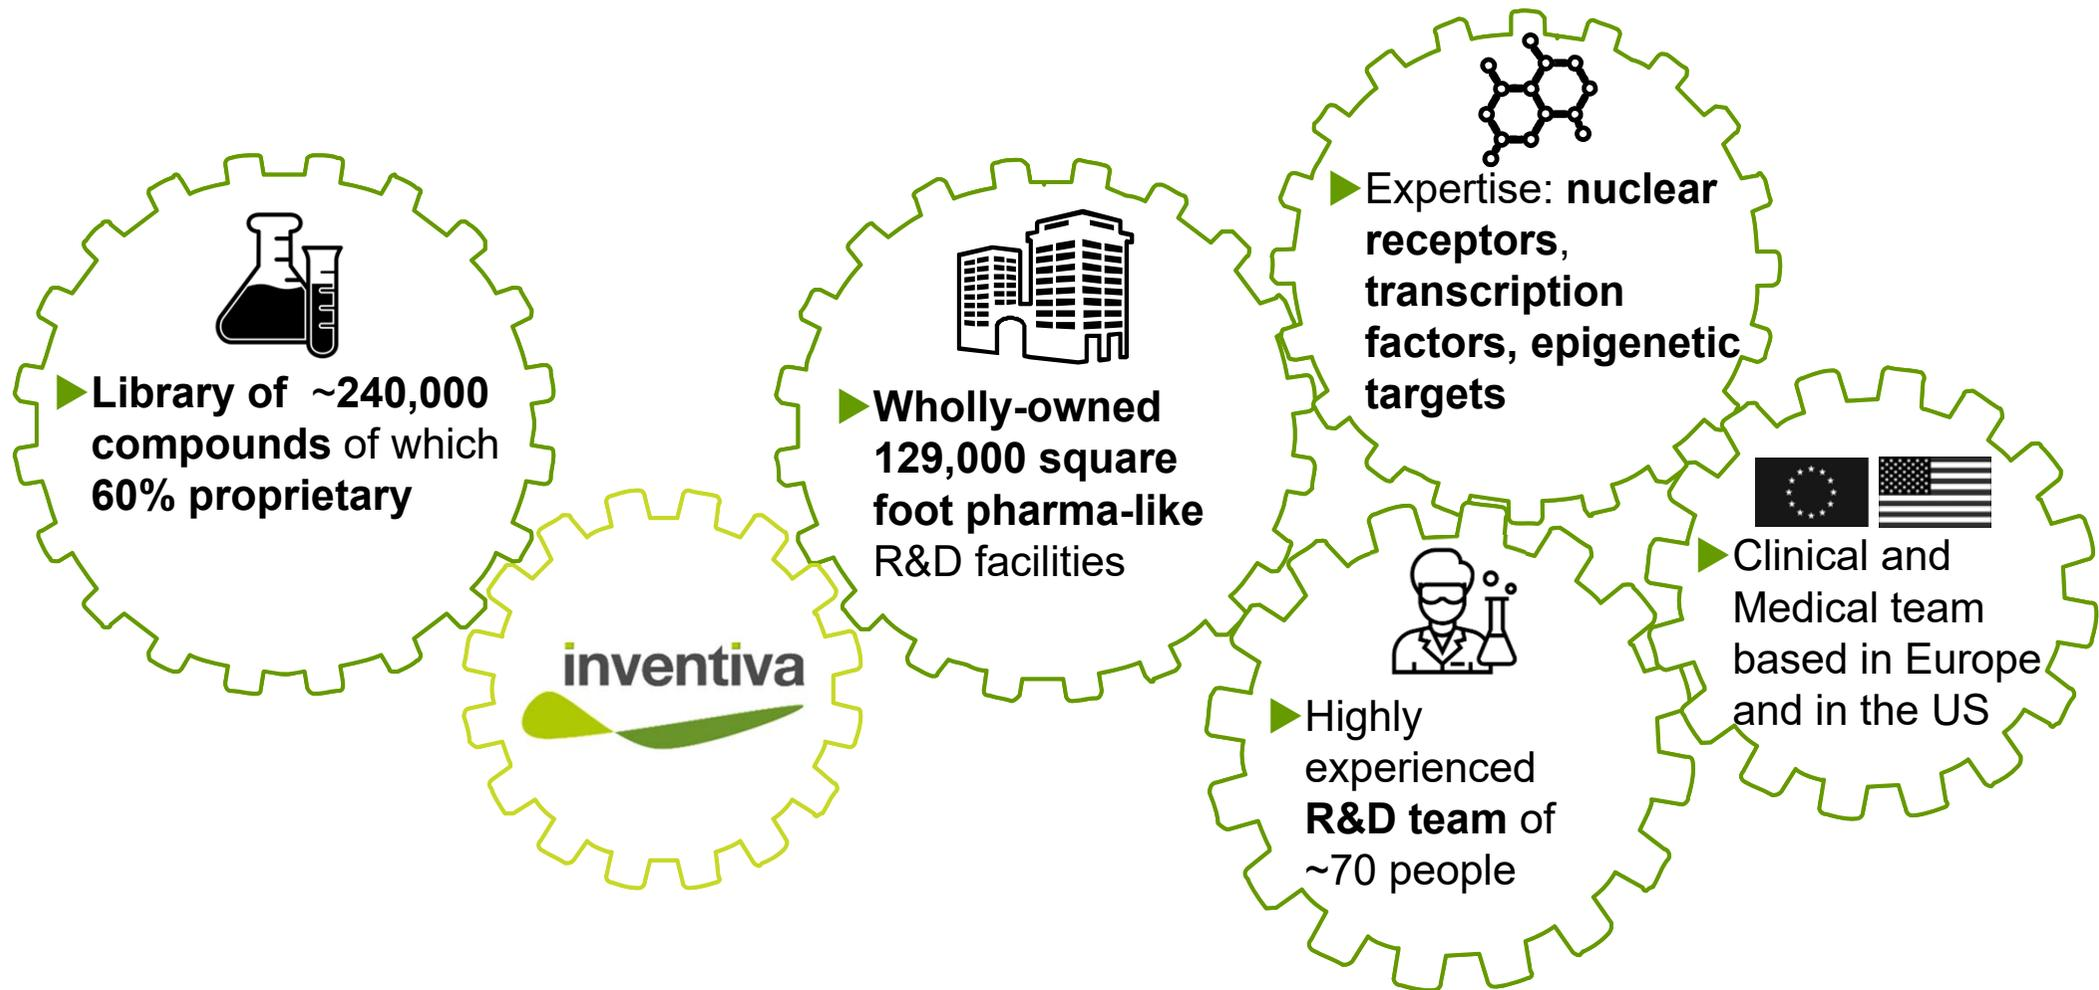 Library of ~240,000
compounds of which
60% proprietary
inventiva
Wholly-owned
129,000 square
foot pharma-like
R&D facilities
Expertise: nuclear
receptors,
transcription
factors, epigenetic
targets
Highly
experienced
R&D team of
~70 people
Clinical and
Medical team
based in Europe
and in the US